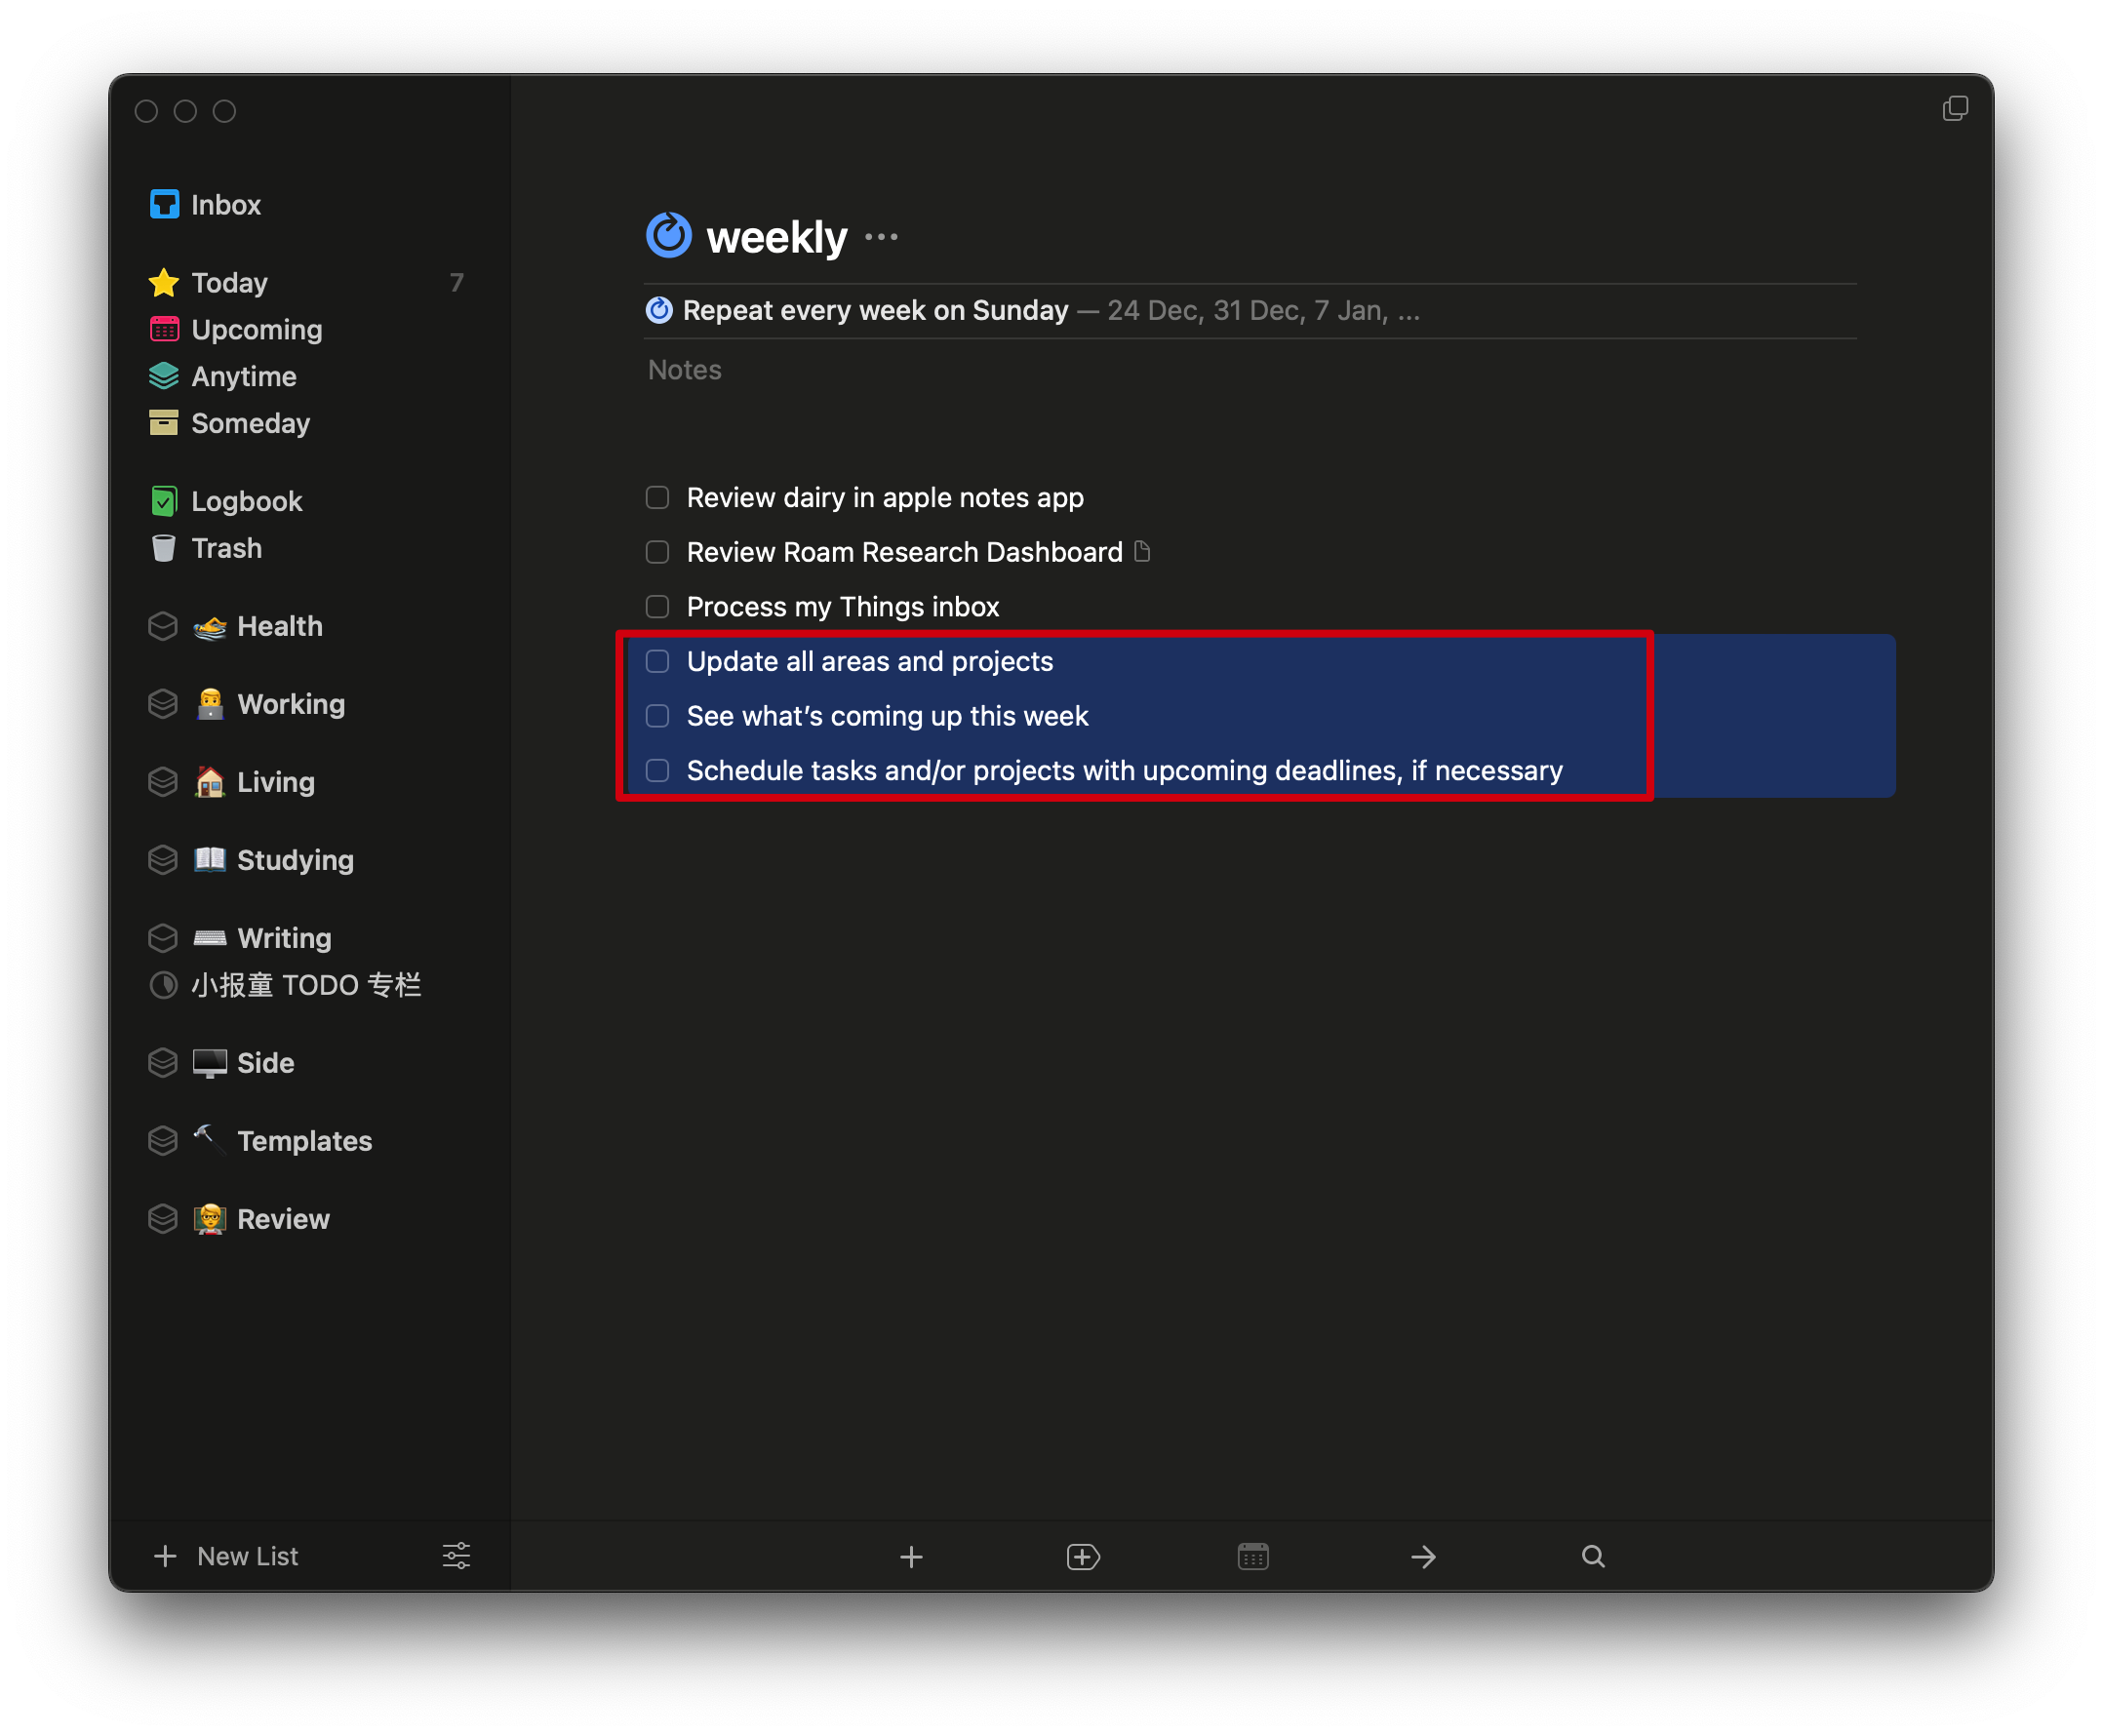 Inbox
Today 7
Upcoming
Anytime
Someday
Logbook
Trash
Health
Working
Living
Studying
Writing
小报童 TODO 专栏
Side
Templates
Review
New List
weekly
Repeat every week on Sunday — 24 Dec, 31 Dec, 7 Jan, ...
Notes
Review dairy in apple notes app
Review Roam Research Dashboard
Process my Things inbox
Update all areas and projects
See what’s coming up this week
Schedule tasks and/or projects with upcoming deadlines, if necessary